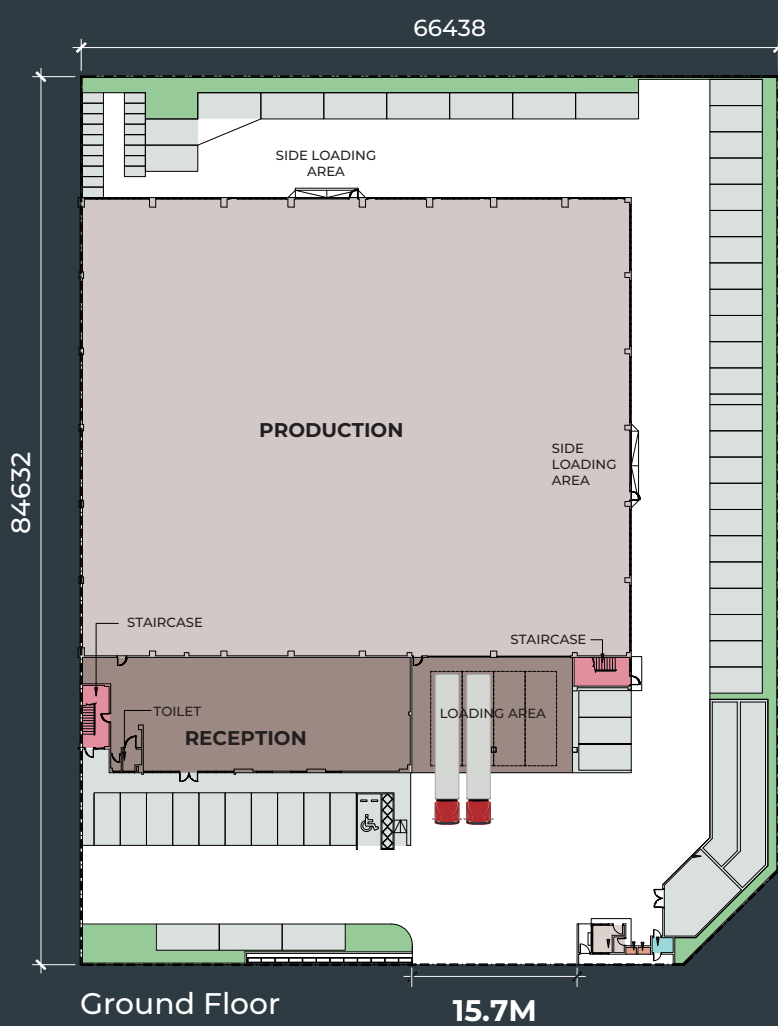 66438
SIDE LOADING
AREA
PRODUCTION
SIDE
LOADING
AREA
84632
STAIRCASE
STAIRCASE
TOILET
LOADING AREA
RECEPTION
Ground Floor
15.7M